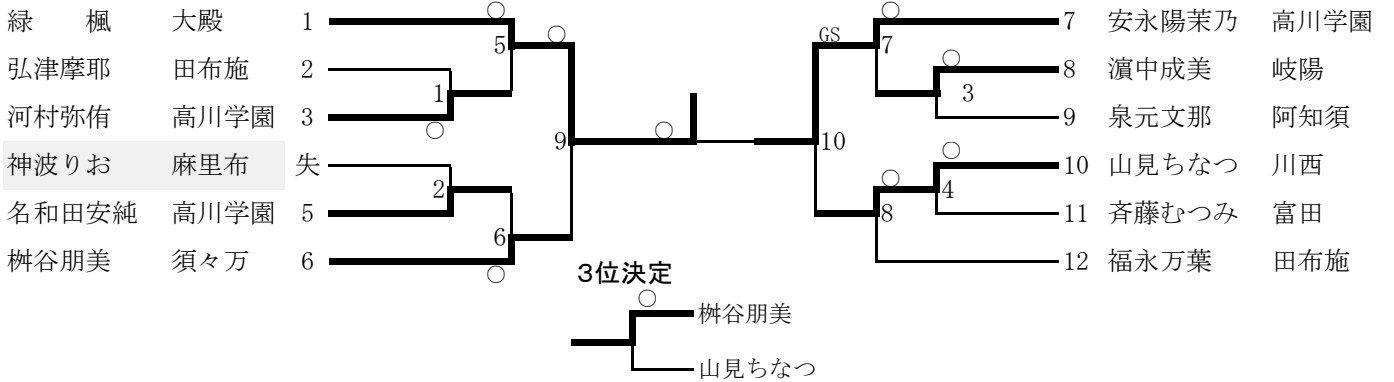 緑　楓 大殿 1
弘津摩耶 田布施 2
河村弥侑 高川学園 3
神波りお 麻里布 失
名和田安純 高川学園 5
桝谷朋美 須々万 6
○
5
○
1
○
9
○
2
6
○
GS
○
7
○
3
10
○
4
○
8
7 安永陽茉乃 高川学園
8 濵中成美 岐陽
9 泉元文那 阿知須
10 山見ちなつ 川西
11 斉藤むつみ 富田
12 福永万葉 田布施
3位決定
○
桝谷朋美
山見ちなつ